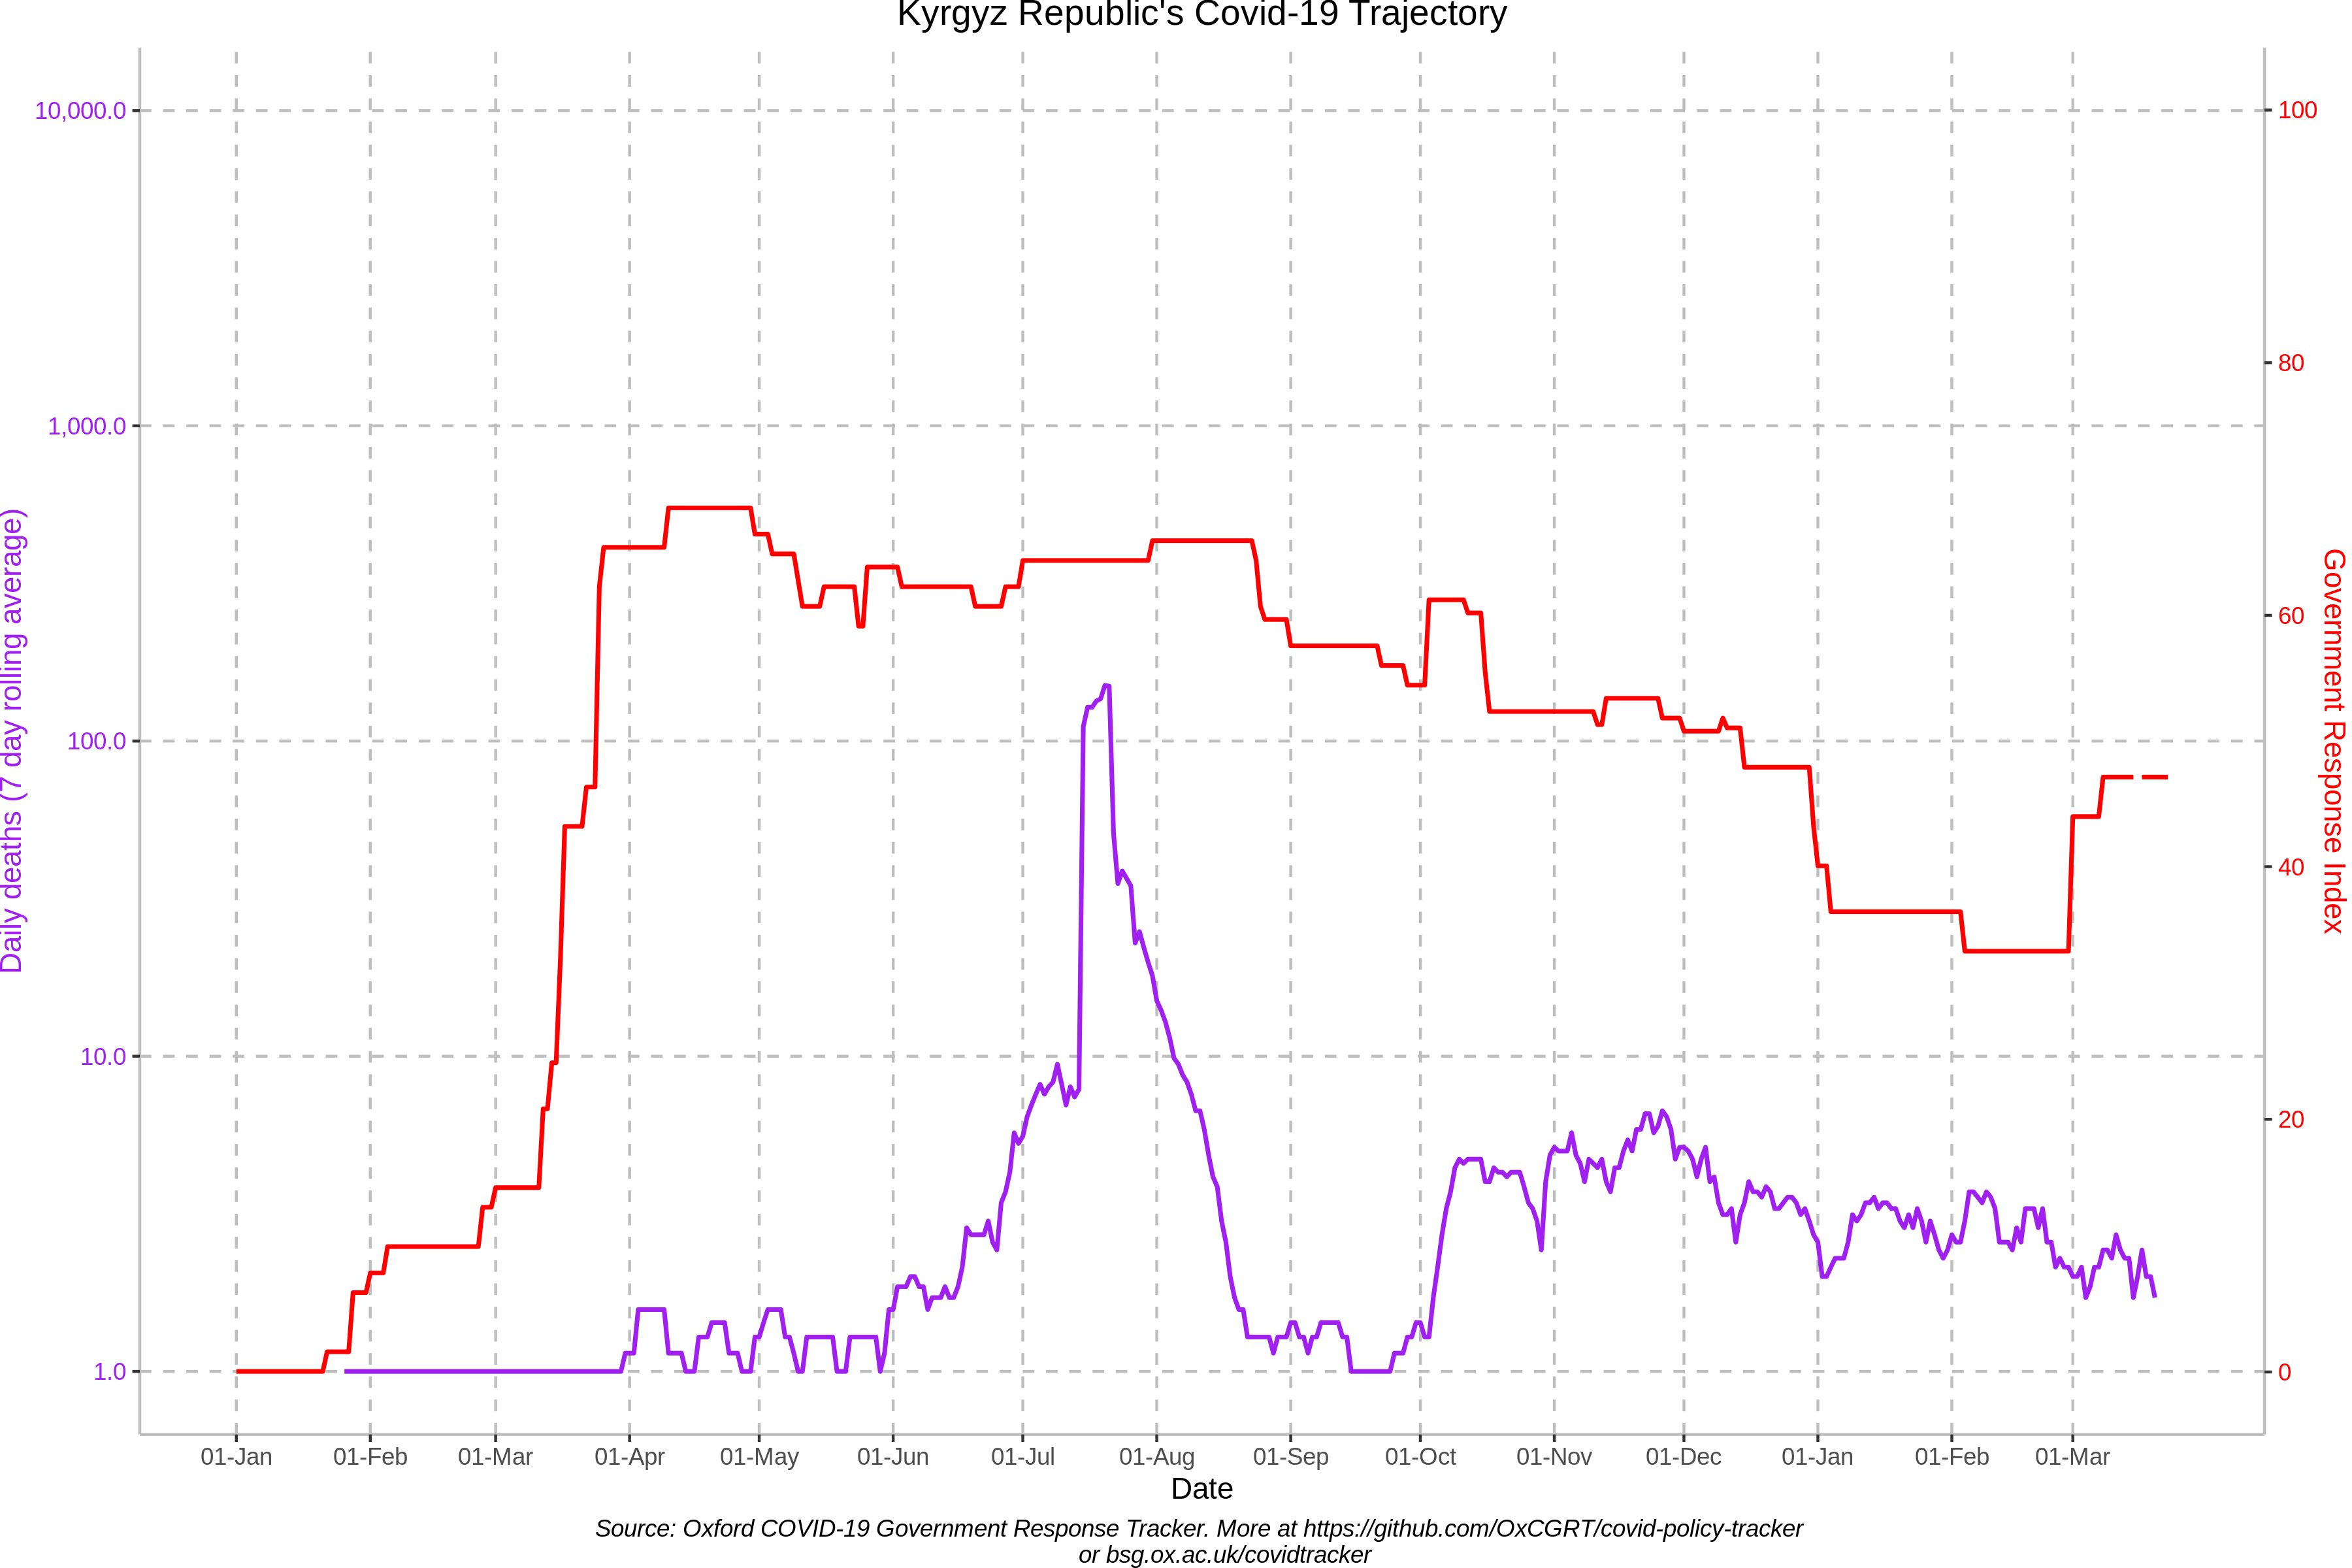 Kyrgyz Republic's Covid-19 Trajectory
10,000.0
1,000.0
100.0
10.0
1.0
Daily deaths (7 day rolling average)
100
80
60
40
20
0
Government Response Index
01-Jan 01-Feb 01-Mar 01-Apr 01-May 01-Jun 01-Jul 01-Aug 01-Sep 01-Oct 01-Nov 01-Dec 01-Jan 01-Feb 01-Mar
Date
Source: Oxford COVID-19 Government Response Tracker. More at https://github.com/OxCGRT/covid-policy-tracker
or bsg.ox.ac.uk/covidtracker